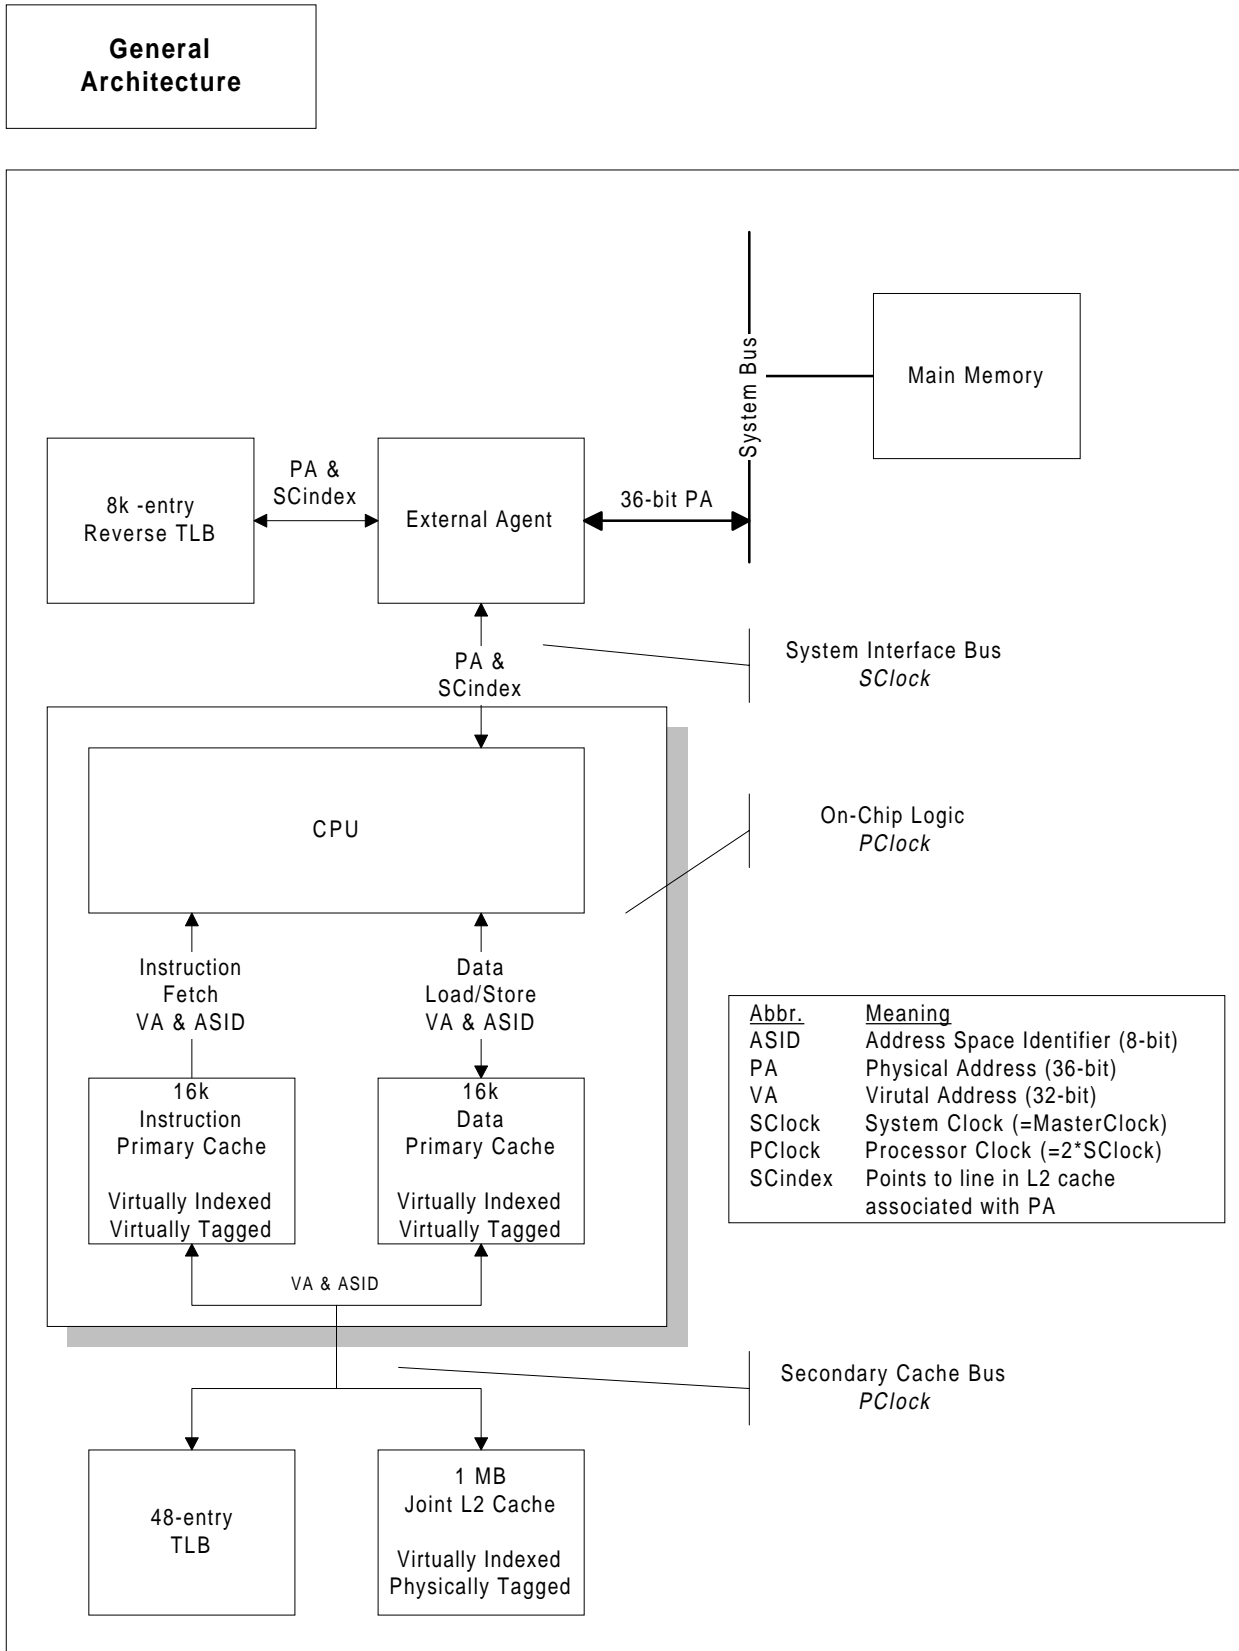 General
Architecture
System Bus
Main Memory
8k -entry
Reverse TLB
PA &
SCindex
External Agent
36-bit PA
PA &
SCindex
System Interface Bus
SClock
CPU
On-Chip Logic
PClock
Instruction
Fetch
VA & ASID
Data
Load/Store
VA & ASID
16k
Instruction
Primary Cache
Virtually Indexed
Virtually Tagged
16k
Data
Primary Cache
Virtually Indexed
Virtually Tagged
Abbr. Meaning
ASID Address Space Identifier (8-bit)
PA Physical Address (36-bit)
VA Virutal Address (32-bit)
SClock System Clock (=MasterClock)
PClock Processor Clock (=2*SClock)
SCindex Points to line in L2 cache
associated with PA
VA & ASID
Secondary Cache Bus
PClock
48-entry
TLB
1 MB
Joint L2 Cache
Virtually Indexed
Physically Tagged